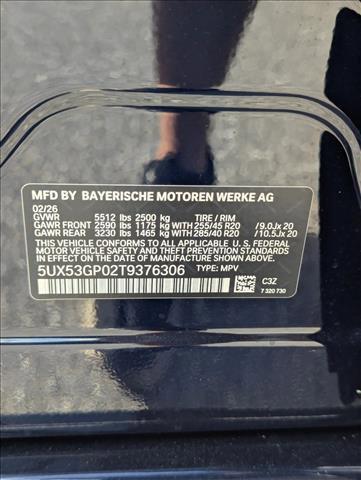 MFD BY BAYERISCHE MOTOREN WERKE AG
02/26
GVWR 5512 lbs 2500 kg TIRE / RIM
GAWR FRONT 2590 lbs 1175 kg WITH 255/45 R20 /9.0Jx 20
GAWR REAR 3230 lbs 1465 kg WITH 285/40 R20 /10.5Jx 20
THIS VEHICLE CONFORMS TO ALL APPLICABLE U.S. FEDERAL
MOTOR VEHICLE SAFETY STANDARDS IN EFFECT ON THE
DATE OF MANUFACTURE SHOWN ABOVE.
5UX53GP02T9376306 TYPE: MPV
C3Z
7 320 730